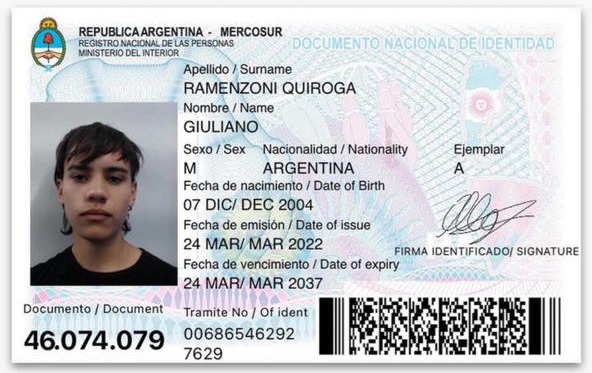 REPUBLICA ARGENTINA - MERCOSUR
REGISTRO NACIONAL DE LAS PERSONAS
MINISTERIO DEL INTERIOR
DOCUMENTO NACIONAL DE IDENTIDAD
Apellido / Surname
RAMENZONI QUIROGA
Nombre / Name
GIULIANO
Sexo / Sex Nacionalidad / Nationality Ejemplar
M ARGENTINA A
Fecha de nacimiento / Date of Birth
07 DIC/ DEC 2004
Fecha de emisión / Date of issue
24 MAR/ MAR 2022
FIRMA IDENTIFICADO/ SIGNATURE
Fecha de vencimiento / Date of expiry
24 MAR/ MAR 2037
Documento / Document
46.074.079
Tramite No / Of ident
00686546292
7629